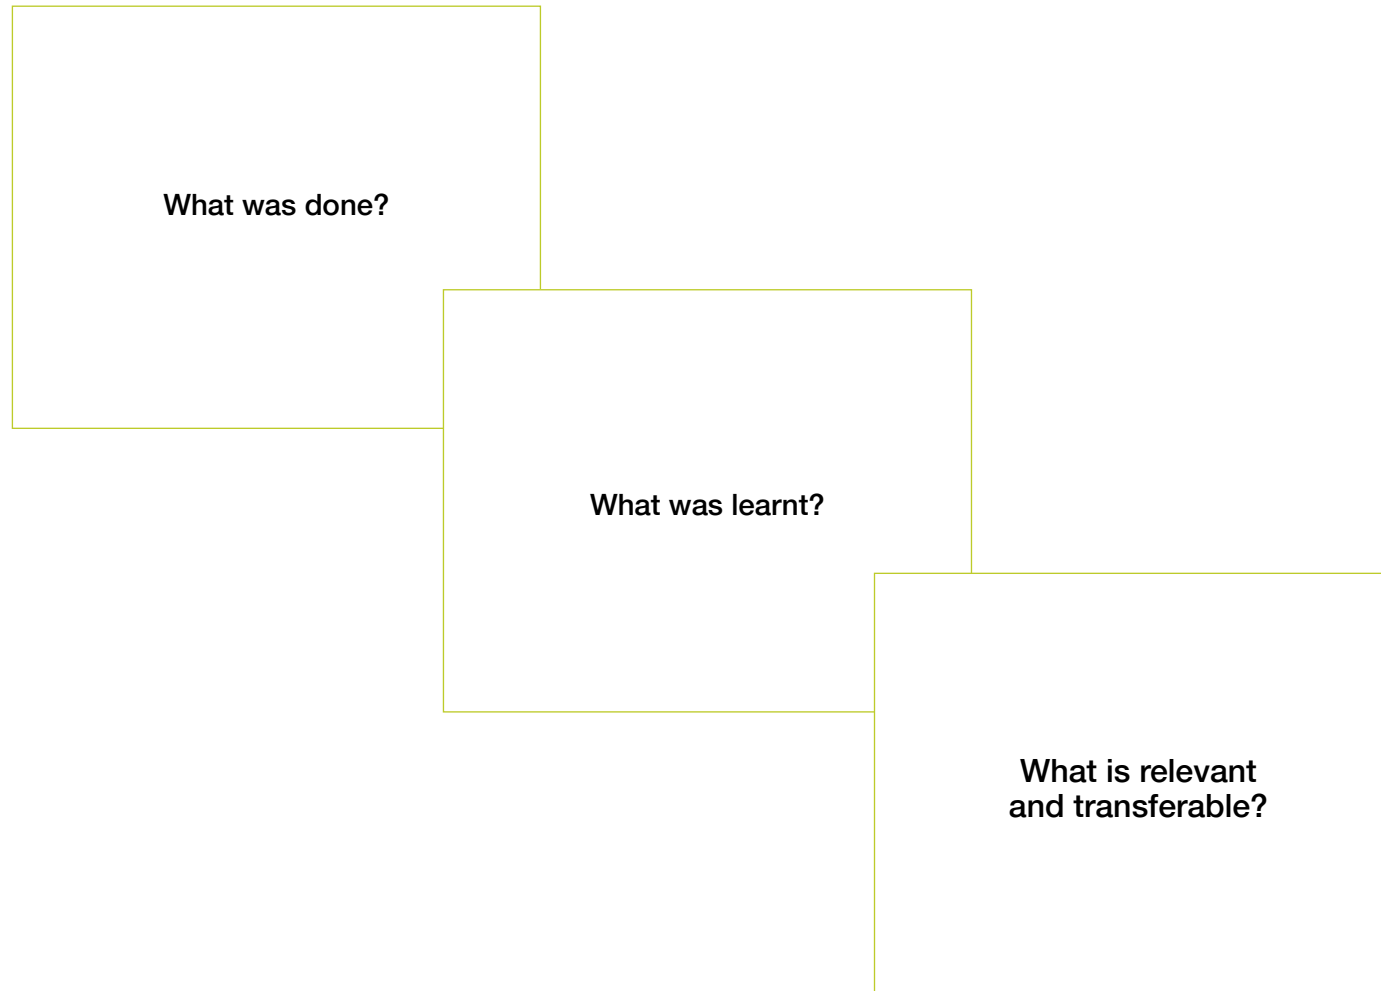 What was done?
What was learnt?
What is relevant
and transferable?